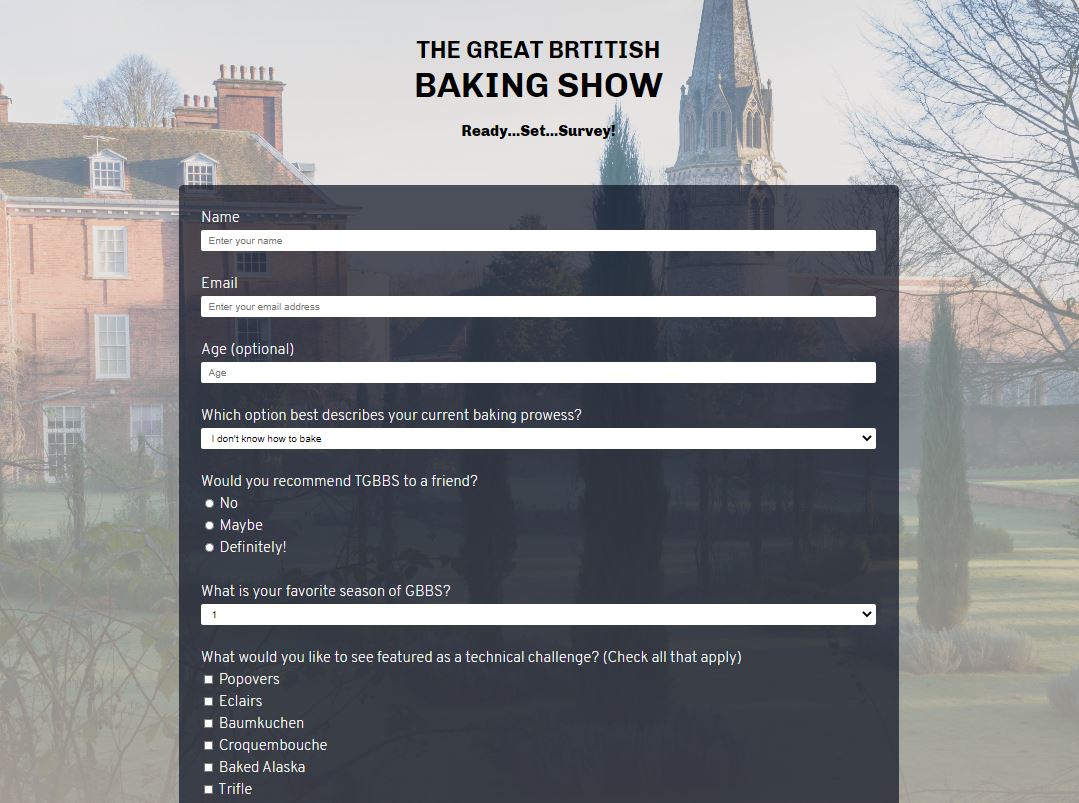 THE GREAT BRTITISH
BAKING SHOW
Ready...Set...Survey!
Name
Enter your name
Email
Enter your email address
Age (optional)
Age
Which option best describes your current baking prowess?
I don't know how to bake
Would you recommend TGBBS to a friend?
No
Maybe
Definitely!
What is your favorite season of GBBS?
1
What would you like to see featured as a technical challenge? (Check all that apply)
Popovers
Eclairs
Baumkuchen
Croquembouche
Baked Alaska
Trifle